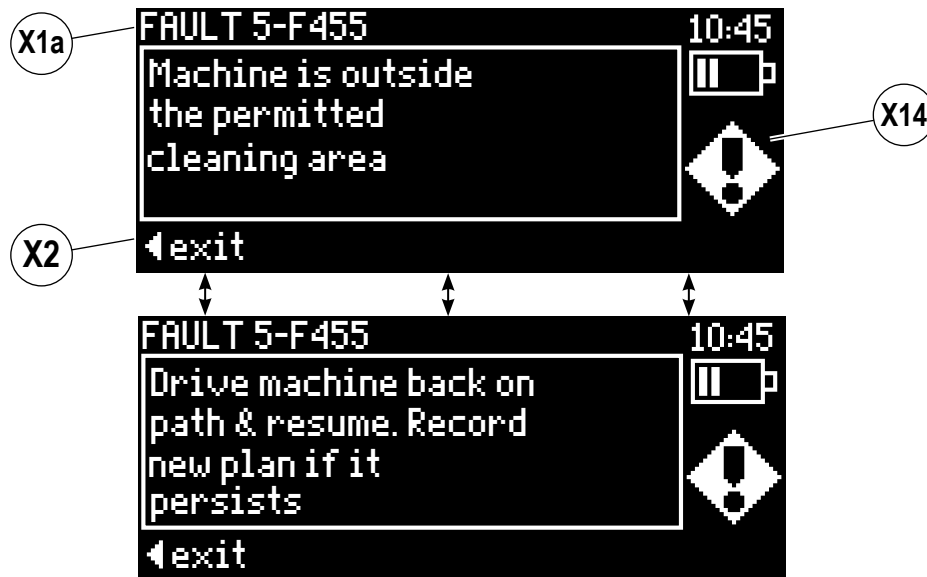 X1a
FAULT 5-F455
10:45
Machine is outside
the permitted
cleaning area
X14
X2
exit
FAULT 5-F455
10:45
Drive machine back on
path & resume. Record
new plan if it
persists
exit